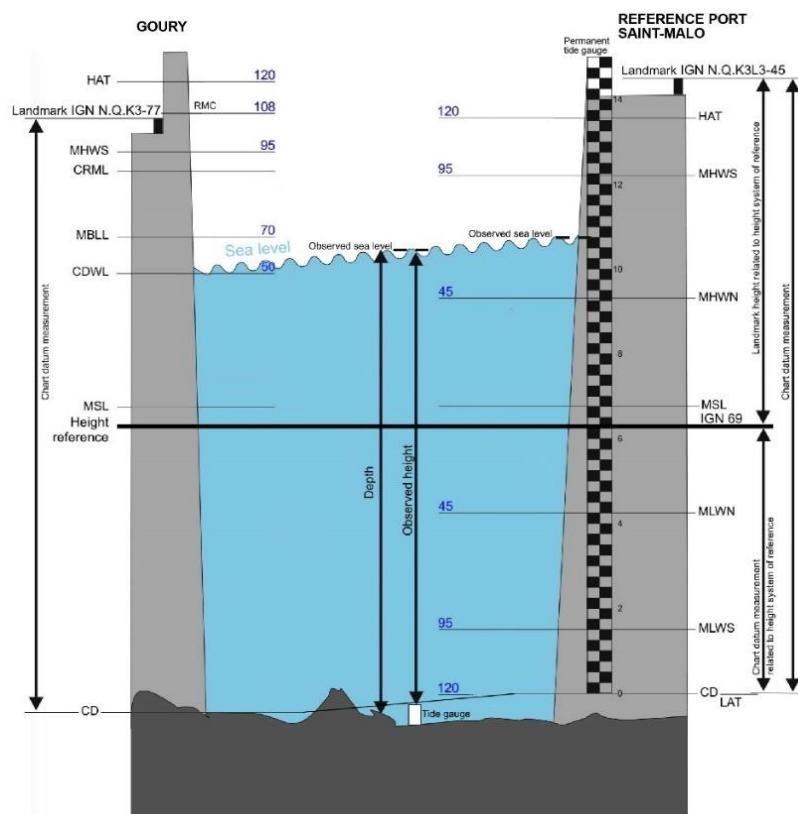 GOURY
REFERENCE PORT
SAINT-MALO
Permanent
tide gauge
Landmark IGN N.Q.K3L3-45
HAT
120
14
Landmark IGN N.Q.K3-77
RMC
108
120
HAT
MHWS
95
CRML
95
MHWS
12
MBLL
70
Sea level
Observed sea level
Observed sea level
CDWL
50
10
45
MHWN
8
MSL
MSL
Height
reference
IGN 69
6
45
MLWN
4
2
95
MLWS
120
0
CD
LAT
CD
Tide gauge
Chart datum measurement
Depth
Observed height
Landmark height related to height system of reference
Chart datum measurement
related to height system of reference
Chart datum measurement